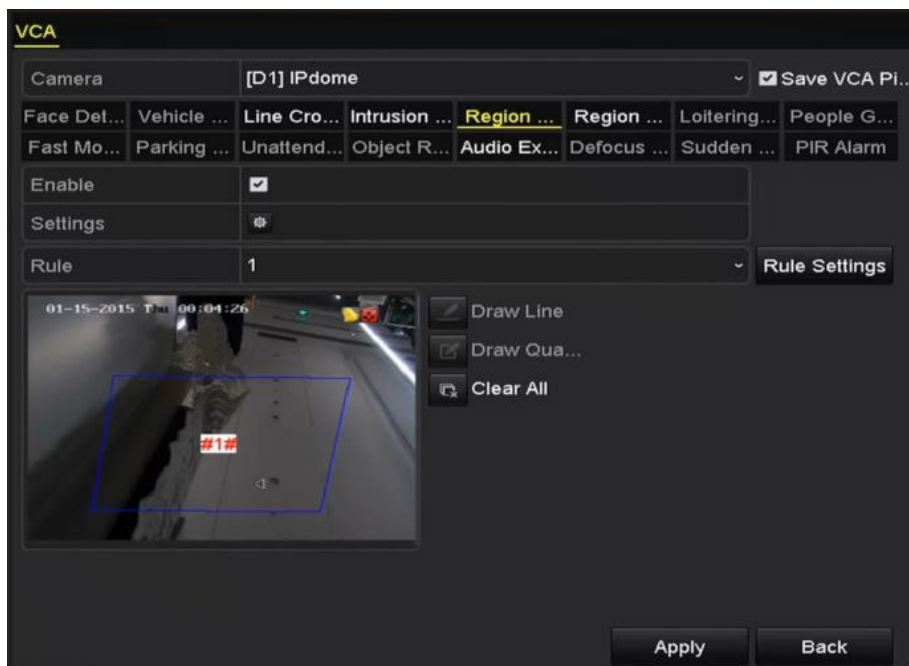 VCA
Camera [D1] IPdome Save VCA Pi..
Face Det... Vehicle ... Line Cro... Intrusion ... Region ... Region ... Loitering... People G...
Fast Mo... Parking ... Unattend... Object R... Audio Ex... Defocus ... Sudden ... PIR Alarm
Enable
Settings
Rule 1 Rule Settings
01-15-2015 Thu 00:04:26
Draw Line
Draw Qua...
Clear All
#1#
Apply Back